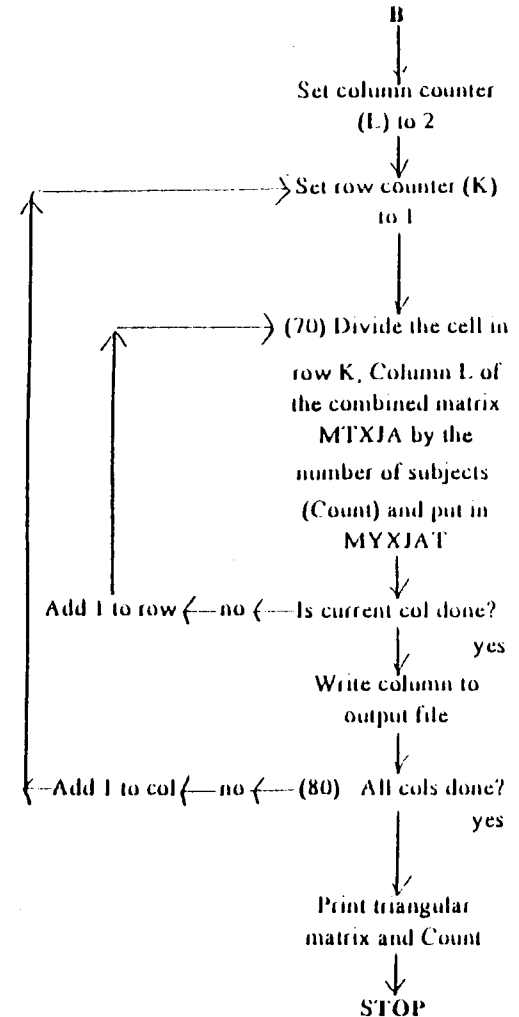 B
Set column counter
(L) to 2
Set row counter (K)
to 1
(70) Divide the cell in
row K, Column L of
the combined matrix
MTXJA by the
number of subjects
(Count) and put in
MYXJAT
Add 1 to row no Is current col done?
yes
Write column to
output file
Add 1 to col no (80) All cols done?
yes
Print triangular
matrix and Count
STOP